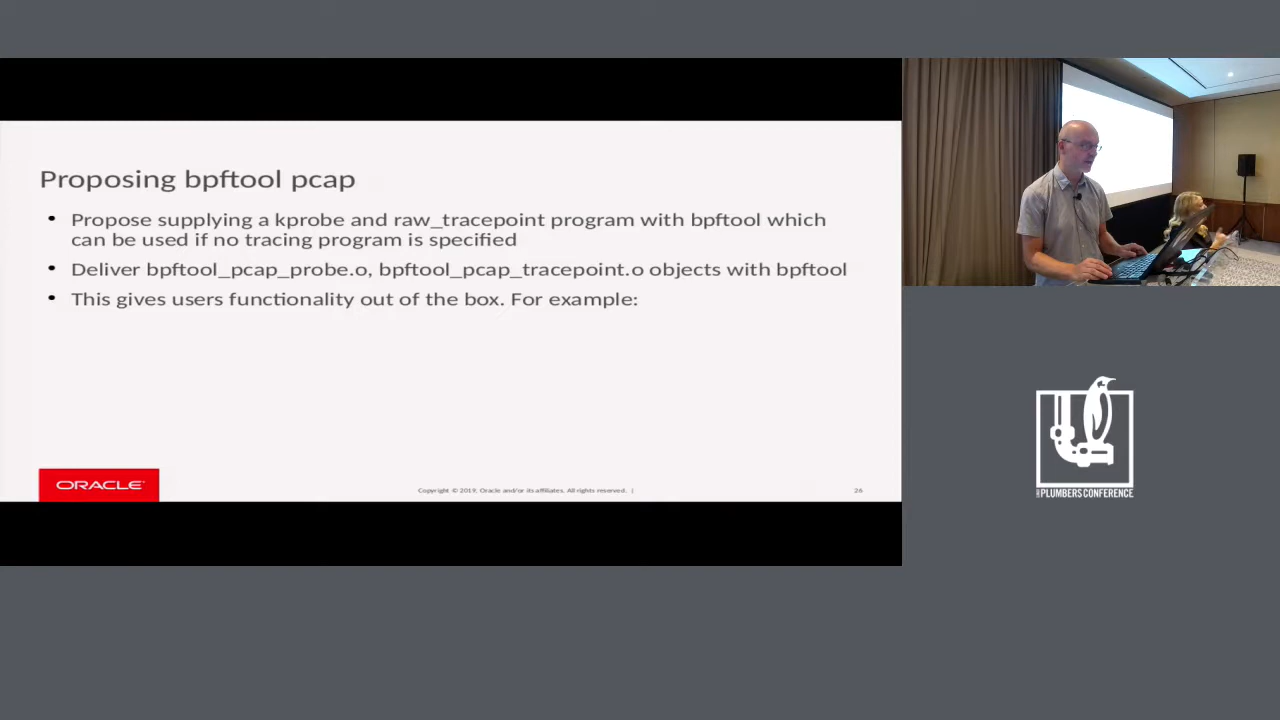 Proposing bpftool pcap
• Propose supplying a kprobe and raw_tracepoint program with bpftool which
can be used if no tracing program is specified
• Deliver bpftool_pcap_probe.o, bpftool_pcap_tracepoint.o objects with bpftool
• This gives users functionality out of the box. For example:
ORACLE
Copyright © 2019, Oracle and/or its affiliates. All rights reserved. |
26
PLUMBERS CONFERENCE